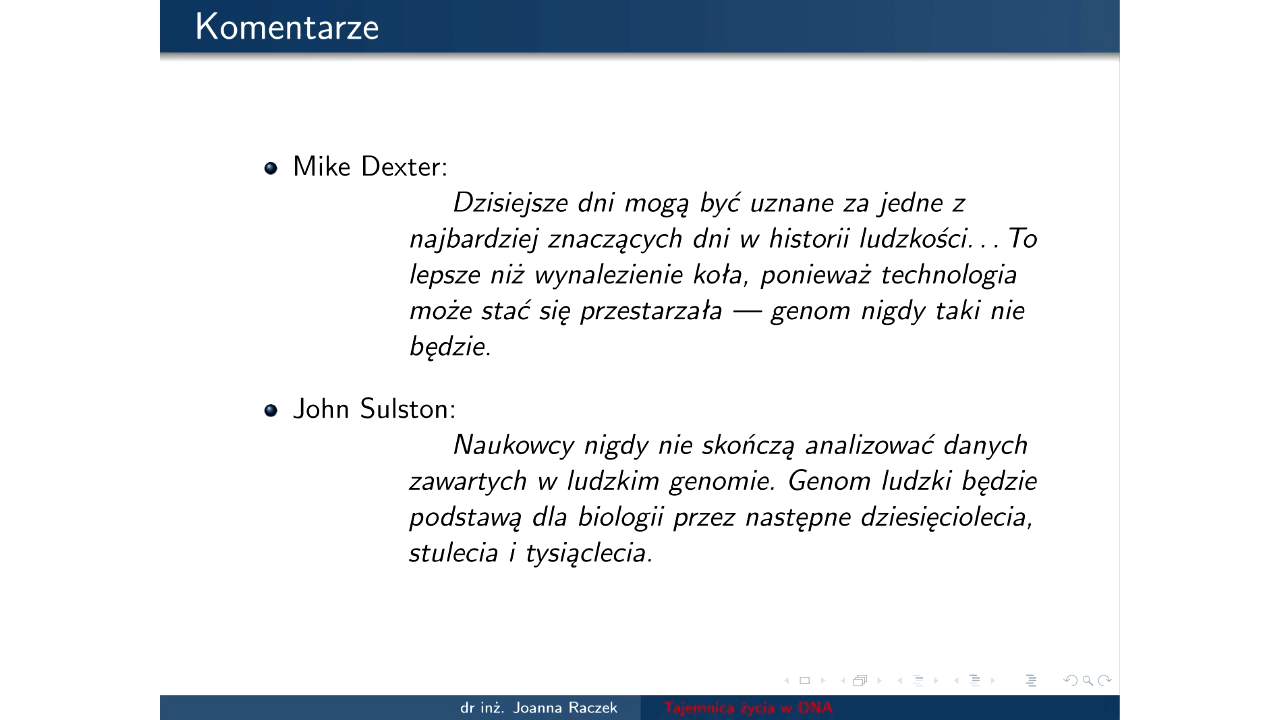 Komentarze
Mike Dexter:
Dzisiejsze dni mogą być uznane za jedne z
najbardziej znaczących dni w historii ludzkości... To
lepsze niż wynalezienie koła, ponieważ technologia
może stać się przestarzała — genom nigdy taki nie
będzie.
John Sulston:
Naukowcy nigdy nie skończą analizować danych
zawartych w ludzkim genomie. Genom ludzki będzie
podstawą dla biologii przez następne dziesięciolecia,
stulecia i tysiąclecia.
dr inż. Joanna Raczek
Tajemnica życia w DNA